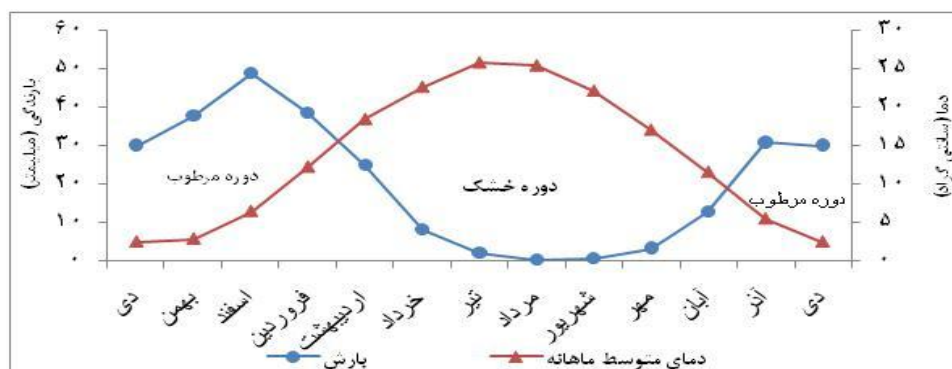 ۶۰
۵۰
۴۰
۳۰
۲۰
۱۰
۰
بارندگی (میلیمتر)
۳۰
۲۵
۲۰
۱۵
۱۰
۵
۰
دما (سانتی گراد)
دوره مرطوب
دوره خشک
دوره مرطوب
دی
بهمن
اسفند
فروردین
اردیبهشت
خرداد
تیر
مرداد
شهریور
مهر
آبان
آذر
دی
بارش
دمای متوسط ماهانه